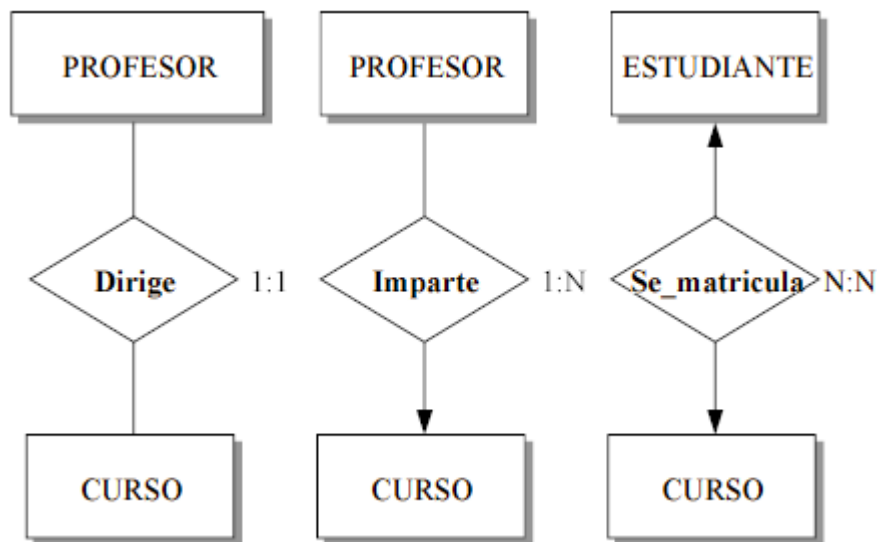 PROFESOR
PROFESOR
ESTUDIANTE
Dirige
1:1
Imparte
1:N
Se_matricula
N:N
CURSO
CURSO
CURSO